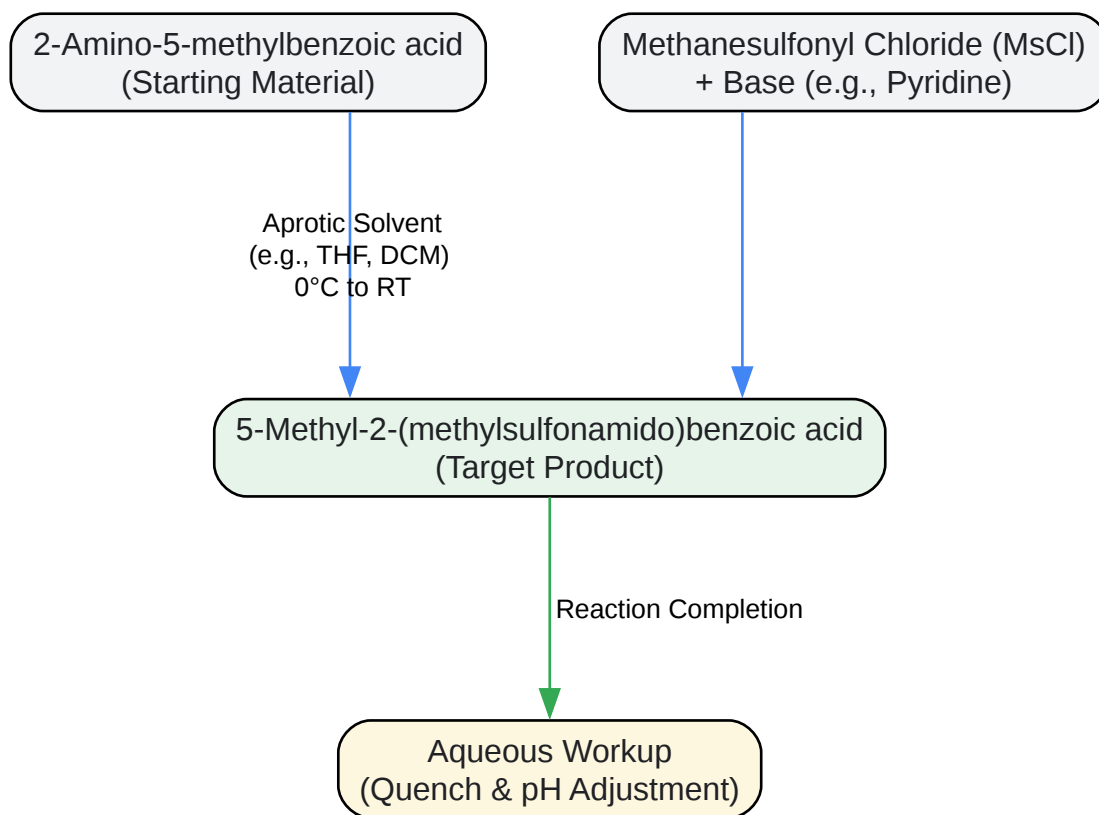 2-Amino-5-methylbenzoic acid
(Starting Material)
Methanesulfonyl Chloride (MsCl)
+ Base (e.g., Pyridine)
Aprotic Solvent
(e.g., THF, DCM)
0°C to RT
5-Methyl-2-(methylsulfonamido)benzoic acid
(Target Product)
Reaction Completion
Aqueous Workup
(Quench & pH Adjustment)